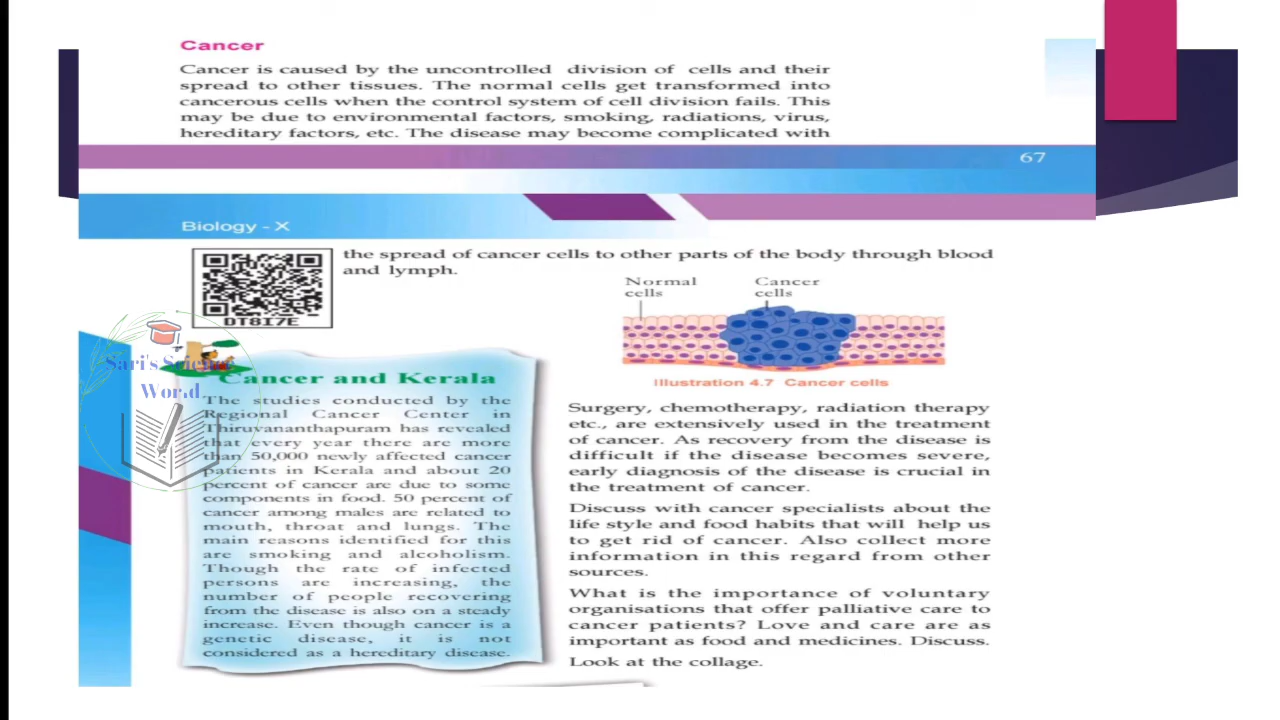 Cancer
Cancer is caused by the uncontrolled division of cells and their
spread to other tissues. The normal cells get transformed into
cancerous cells when the control system of cell division fails. This
may be due to environmental factors, smoking, radiations, virus,
hereditary factors, etc. The disease may become complicated with
67
Biology - X
DT8I7E
the spread of cancer cells to other parts of the body through blood
and lymph.
Normal
cells
Cancer
cells
Illustration 4.7 Cancer cells
Sari's Science
World
Cancer and Kerala
The studies conducted by the
Regional Cancer Center in
Thiruvananthapuram has revealed
that every year there are more
than 50,000 newly affected cancer
patients in Kerala and about 20
percent of cancer are due to some
components in food. 50 percent of
cancer among males are related to
mouth, throat and lungs. The
main reasons identified for this
are smoking and alcoholism.
Though the rate of infected
persons are increasing, the
number of people recovering
from the disease is also on a steady
increase. Even though cancer is a
genetic disease, it is not
considered as a hereditary disease.
Surgery, chemotherapy, radiation therapy
etc., are extensively used in the treatment
of cancer. As recovery from the disease is
difficult if the disease becomes severe,
early diagnosis of the disease is crucial in
the treatment of cancer.
Discuss with cancer specialists about the
life style and food habits that will help us
to get rid of cancer. Also collect more
information in this regard from other
sources.
What is the importance of voluntary
organisations that offer palliative care to
cancer patients? Love and care are as
important as food and medicines. Discuss.
Look at the collage.